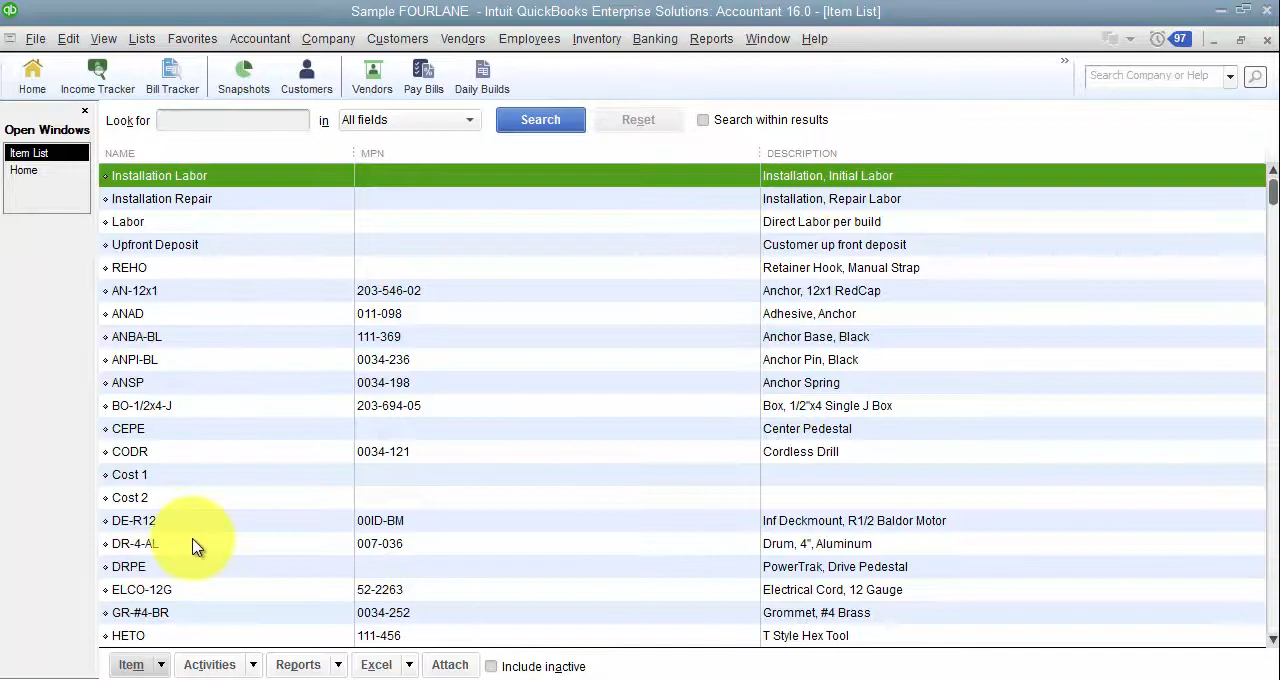 qb Sample FOURLANE - Intuit QuickBooks Enterprise Solutions: Accountant 16.0 - [Item List]
File Edit View Lists Favorites Accountant Company Customers Vendors Employees Inventory Banking Reports Window Help 97
Home Income Tracker Bill Tracker Snapshots Customers Vendors Pay Bills Daily Builds Search Company or Help
Open Windows
Item List
Home
Look for in All fields Search Reset Search within results
NAME MPN DESCRIPTION
Installation Labor Installation, Initial Labor
Installation Repair Installation, Repair Labor
Labor Direct Labor per build
Upfront Deposit Customer up front deposit
REHO Retainer Hook, Manual Strap
AN-12x1 203-546-02 Anchor, 12x1 RedCap
ANAD 011-098 Adhesive, Anchor
ANBA-BL 111-369 Anchor Base, Black
ANPI-BL 0034-236 Anchor Pin, Black
ANSP 0034-198 Anchor Spring
BO-1/2x4-J 203-694-05 Box, 1/2"x4 Single J Box
CEPE Center Pedestal
CODR 0034-121 Cordless Drill
Cost 1
Cost 2
DE-R12 00ID-BM Inf Deckmount, R1/2 Baldor Motor
DR-4-AL 007-036 Drum, 4", Aluminum
DRPE PowerTrak, Drive Pedestal
ELCO-12G 52-2263 Electrical Cord, 12 Gauge
GR-#4-BR 0034-252 Grommet, #4 Brass
HETO 111-456 T Style Hex Tool
Item Activities Reports Excel Attach Include inactive